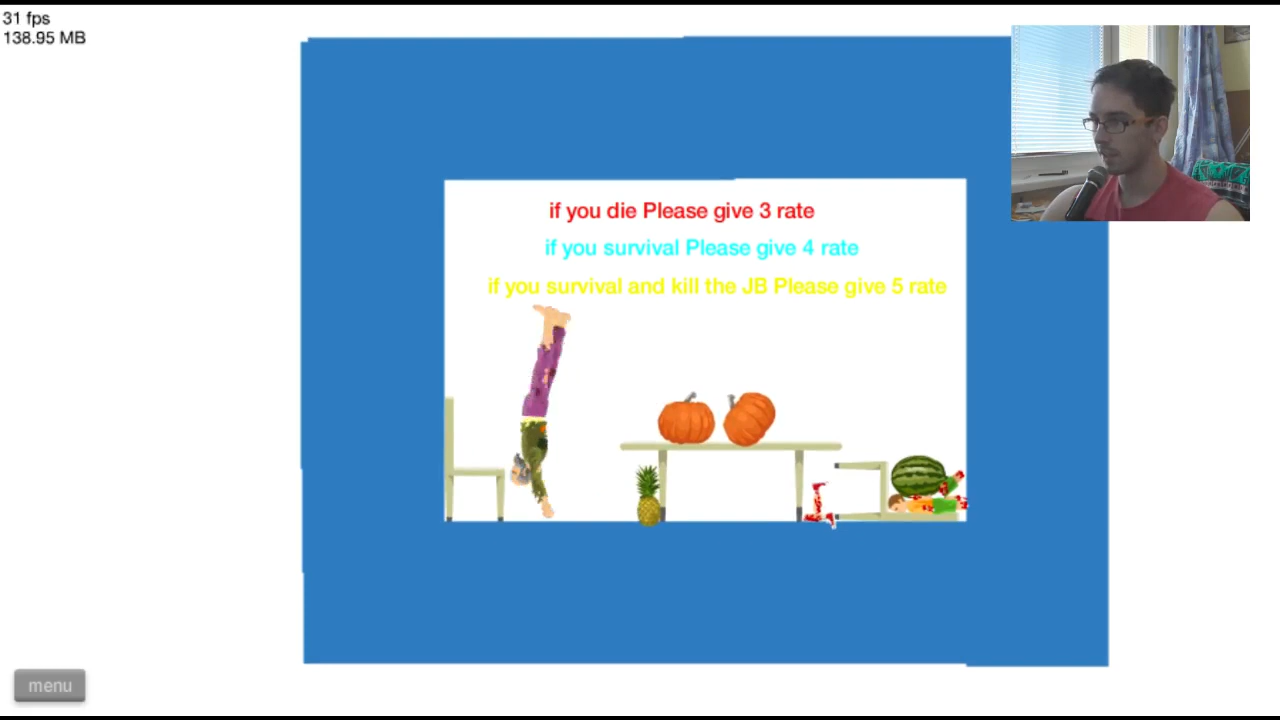 31 fps
138.95 MB
if you die Please give 3 rate
if you survival Please give 4 rate
if you survival and kill the JB Please give 5 rate
menu